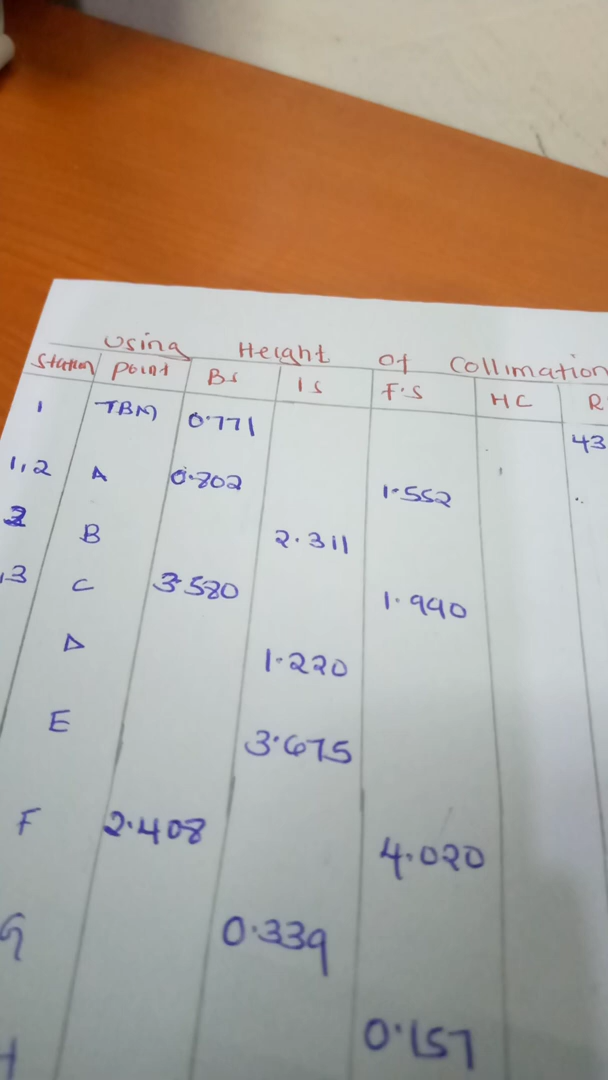 Using Height of Collimation
Station Point BS IS F.S HC R
1 TBM 0.771 43
1,2 A 0.802 1.552
2 B 2.311
,3 C 3.580 1.990
D 1.220
E 3.675
F 2.408 4.020
G 0.339
0.157